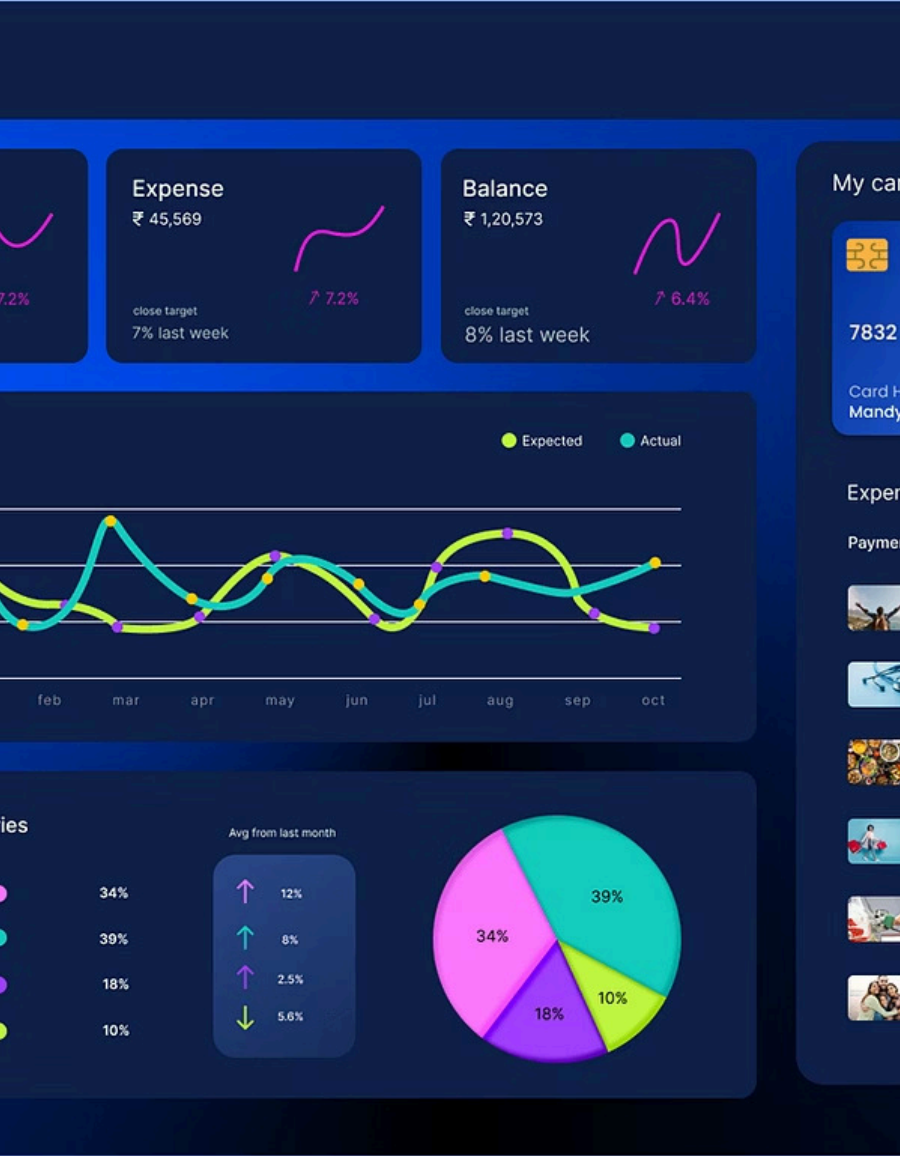 Expense
₹ 45,569
7.2%
close target
7% last week
Balance
₹ 1,20,573
6.4%
close target
8% last week
7.2%
My car
7832
Card H
Mandy
Expected
Actual
feb mar apr may jun jul aug sep oct
Exper
Paymer
ies
34%
39%
18%
10%
Avg from last month
12%
8%
2.5%
5.6%
39%
34%
10%
18%